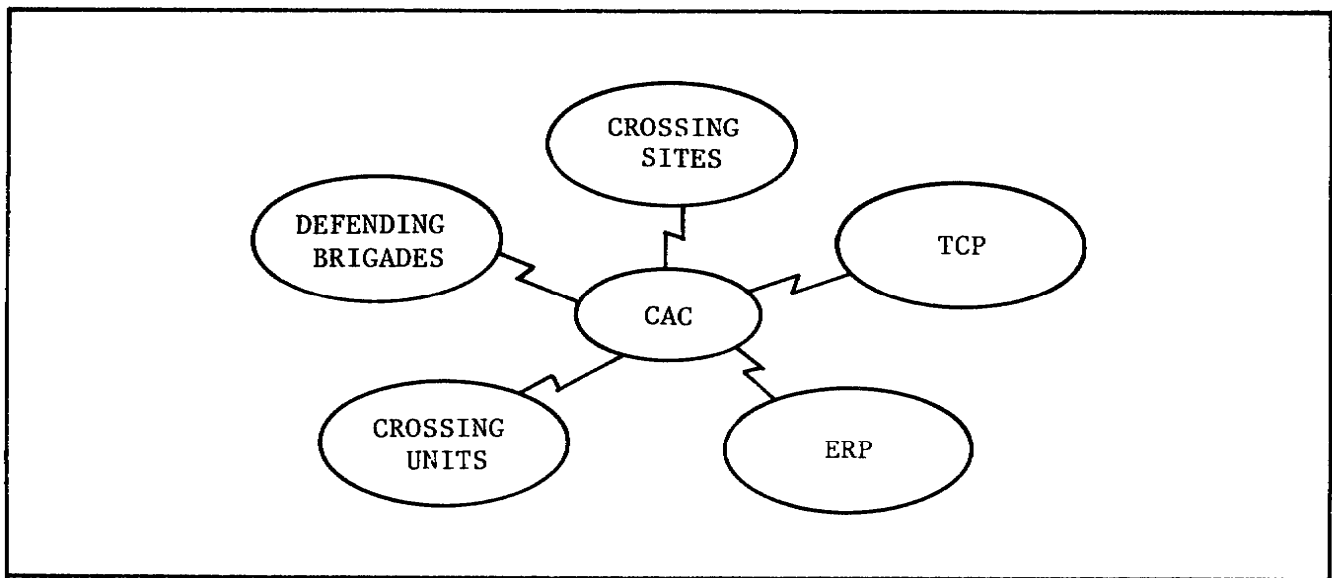 CROSSING
SITES
DEFENDING
BRIGADES
TCP
CAC
CROSSING
UNITS
ERP